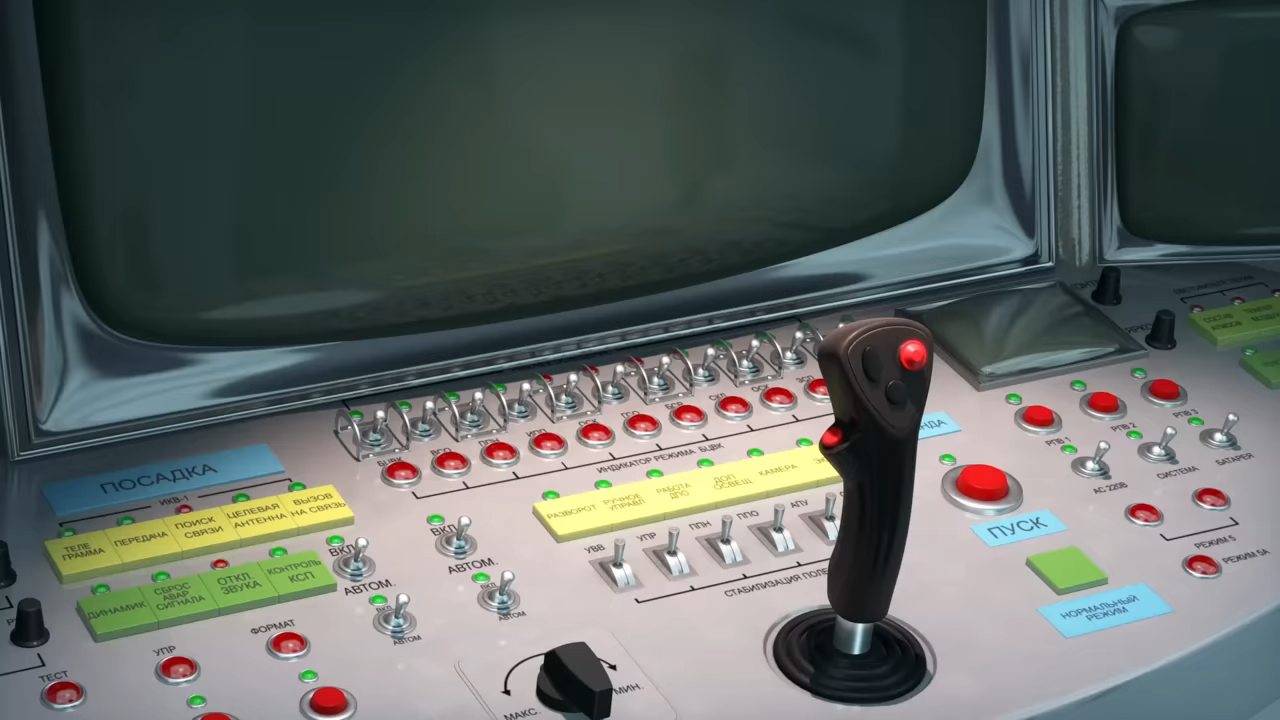 ПОСАДКА
ИКВ-1
ТЕЛЕ
ГРАММА
ПЕРЕДАЧА
ПОИСК
СВЯЗИ
ЦЕЛЕВАЯ
АНТЕННА
ВЫЗОВ
НА СВЯЗЬ
ДИНАМИК
СБРОС
АВАР
СИГНАЛА
ОТКЛ
ЗВУКА
КОНТРОЛЬ
КСП
ТЕСТ
УПР
ФОРМАТ
ВКЛ
АВТОМ.
ВКЛ
АВТОМ
ВКЛ
АВТОМ.
АВТОМ
МАКС.
МИН.
ИНДИКАТОР РЕЖИМА БЦВК
РАЗВОРОТ
РУЧНОЕ
УПРАВЛ
РАБОТА
ЦПО
ДОП
ОСВЕЩ
КАМЕРА
УВВ
УПР
ППН
ППО
АПУ
СТАБИЛИЗАЦИЯ
ПУСК
НОРМАЛЬНЫЙ
РЕЖИМ
РПВ 1
РПВ 2
РПВ 3
АС 220В
СИСТЕМА
БАТАРЕЯ
РЕЖИМ 5
РЕЖИМ 5А